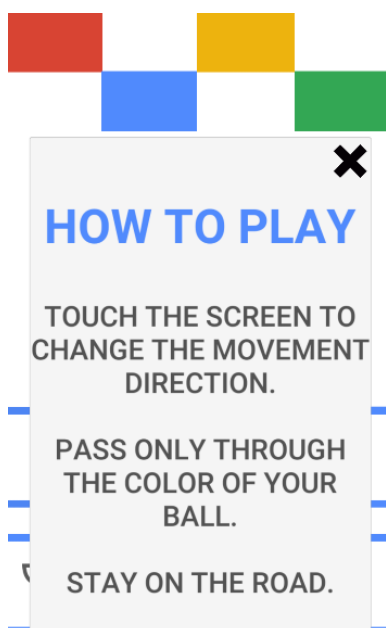 HOW TO PLAY
TOUCH THE SCREEN TO
CHANGE THE MOVEMENT
DIRECTION.
PASS ONLY THROUGH
THE COLOR OF YOUR
BALL.
STAY ON THE ROAD.